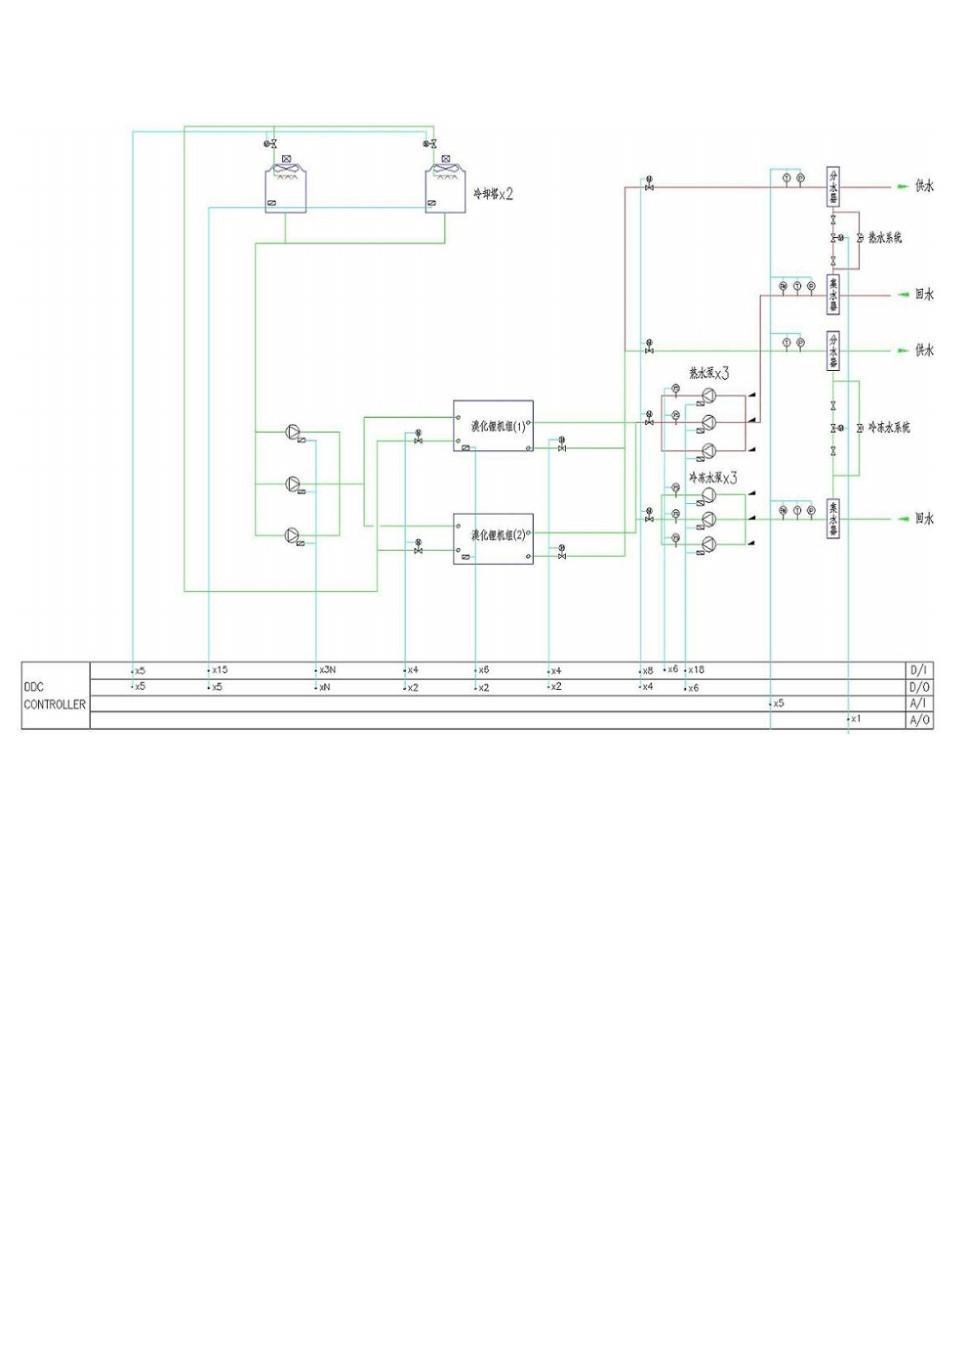 分水器
供水
冷却塔x2
热水系统
集水器
回水
分水器
供水
热水泵x3
溴化锂机组(1)
冷冻水系统
冷冻水泵x3
集水器
回水
溴化锂机组(2)
x5 x15 x3N x4 x6 x4 x8 x6 x18 D/I
DDC CONTROLLER
x5 x5 xN x2 x2 x2 x4 x6 D/O
x5 A/I
x1 A/O